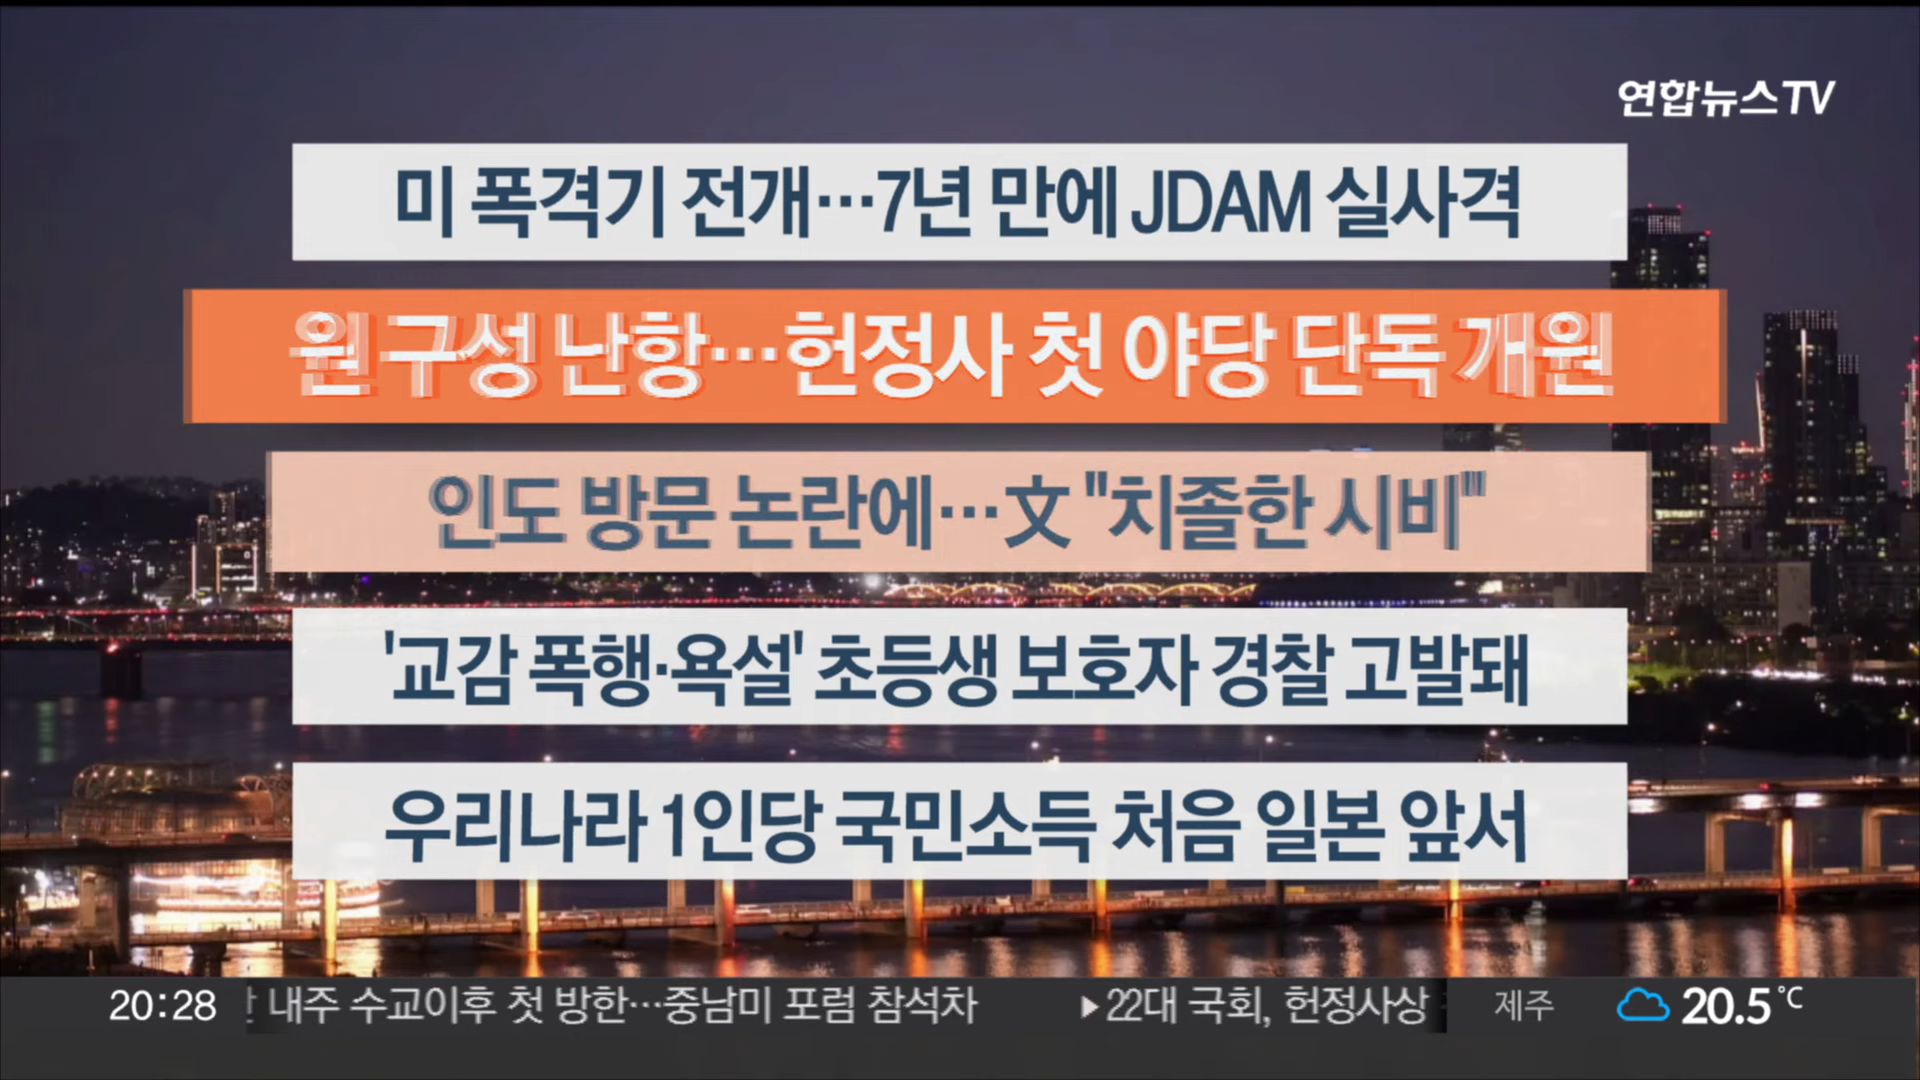 연합뉴스TV
미 폭격기 전개…7년 만에 JDAM 실사격
원 구성 난항…헌정사 첫 야당 단독 개원
인도 방문 논란에…文 "치졸한 시비"
'교감 폭행·욕설' 초등생 보호자 경찰 고발돼
우리나라 1인당 국민소득 처음 일본 앞서
20:28 내주 수교이후 첫 방한…중남미 포럼 참석차 ▶22대 국회, 헌정사상 제주 20.5℃